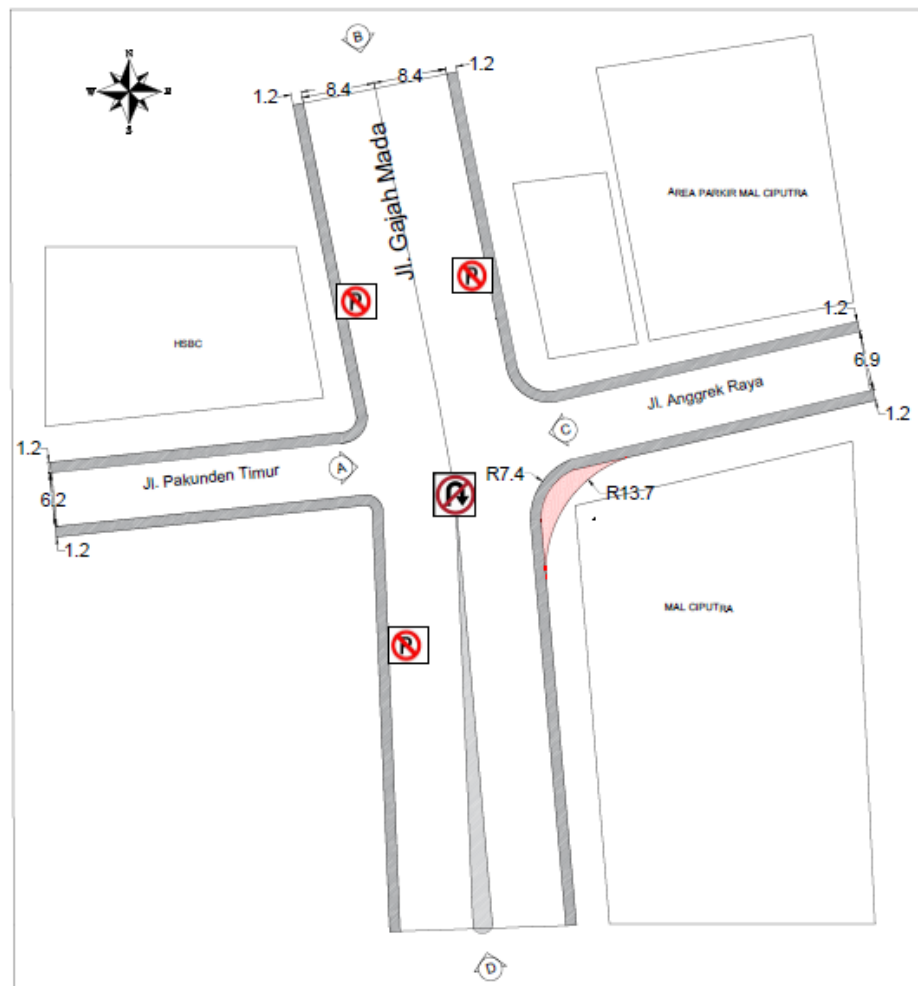 B
N
W
E
S
1.2
8.4
8.4
1.2
Jl. Gajah Mada
AREA PARKIR MAL CIPUTRA
P
P
HSBC
1.2
6.9
1.2
Jl. Anggrek Raya
C
1.2
6.2
1.2
Jl. Pakunden Timur
A
R7.4
R13.7
MAL CIPUTRA
P
D